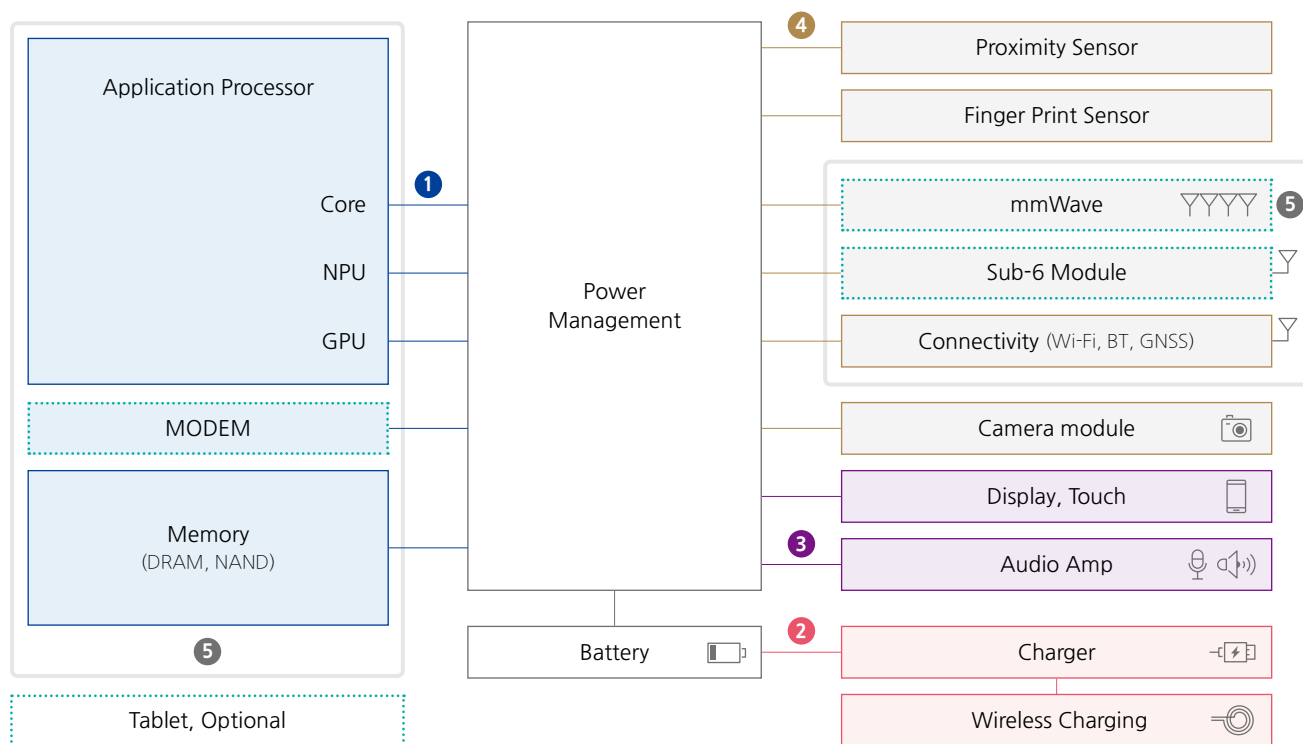 Application Processor
Core
NPU
GPU
1
MODEM
Memory
(DRAM, NAND)
5
Tablet, Optional
Power
Management
Battery
4
Proximity Sensor
Finger Print Sensor
mmWave
5
Sub-6 Module
Connectivity (Wi-Fi, BT, GNSS)
Camera module
Display, Touch
3
Audio Amp
2
Charger
Wireless Charging